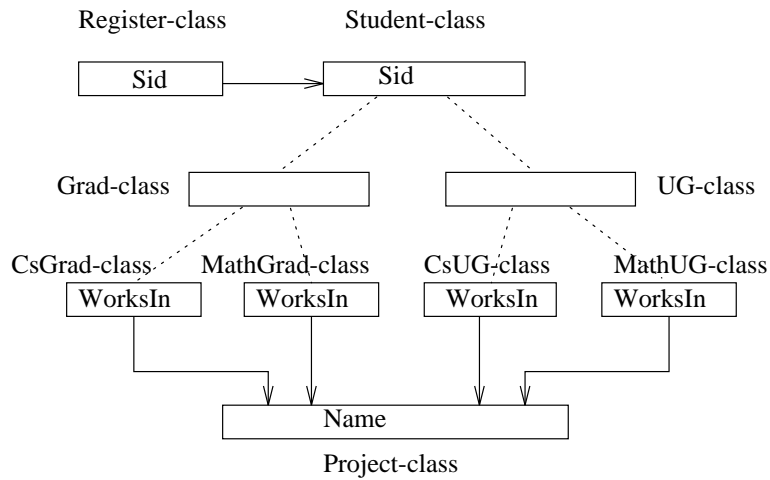 Register-class
Student-class
Sid
Sid
Grad-class
UG-class
CsGrad-class
MathGrad-class
CsUG-class
MathUG-class
WorksIn
WorksIn
WorksIn
WorksIn
Name
Project-class